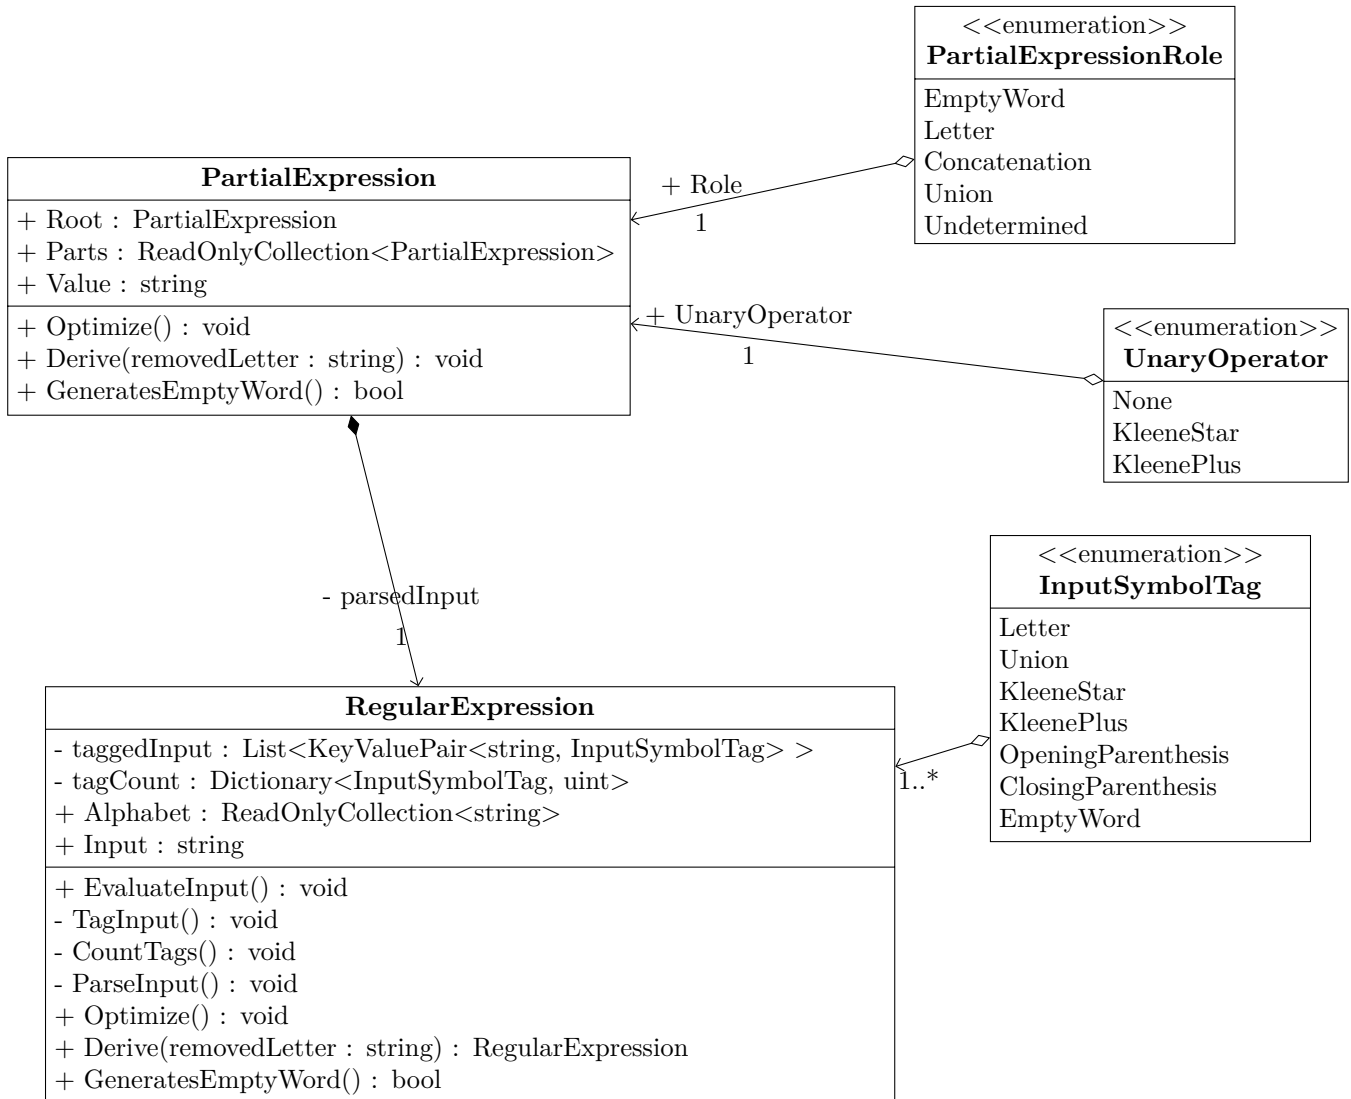 <<enumeration>>
PartialExpressionRole
EmptyWord
Letter
Concatenation
Union
Undetermined
PartialExpression
+ Root : PartialExpression
+ Parts : ReadOnlyCollection<PartialExpression>
+ Value : string
+ Optimize() : void
+ Derive(removedLetter : string) : void
+ GeneratesEmptyWord() : bool
+ Role
1
+ UnaryOperator
1
<<enumeration>>
UnaryOperator
None
KleeneStar
KleenePlus
- parsedInput
1
<<enumeration>>
InputSymbolTag
Letter
Union
KleeneStar
KleenePlus
OpeningParenthesis
ClosingParenthesis
EmptyWord
1..*
RegularExpression
- taggedInput : List<KeyValuePair<string, InputSymbolTag> >
- tagCount : Dictionary<InputSymbolTag, uint>
+ Alphabet : ReadOnlyCollection<string>
+ Input : string
+ EvaluateInput() : void
- TagInput() : void
- CountTags() : void
- ParseInput() : void
+ Optimize() : void
+ Derive(removedLetter : string) : RegularExpression
+ GeneratesEmptyWord() : bool